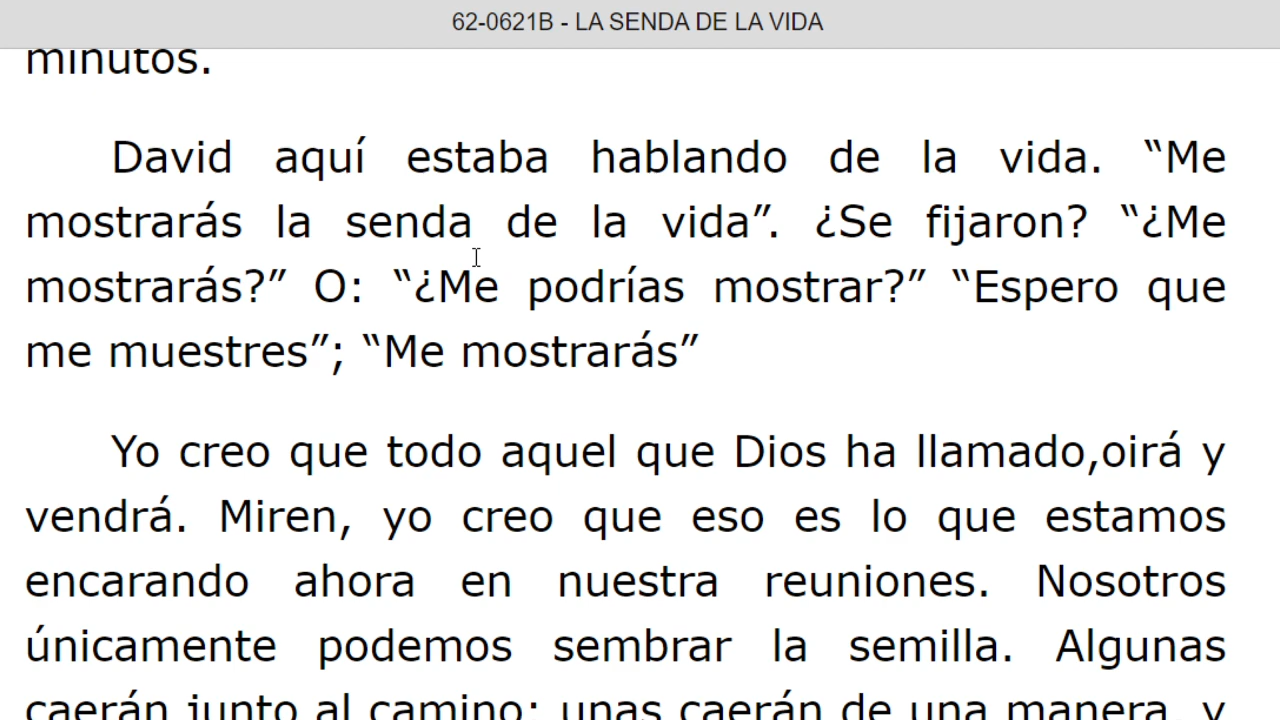 62-0621B - LA SENDA DE LA VIDA
minutos.
David aquí estaba hablando de la vida. “Me
mostrarás la senda de la vida”. ¿Se fijaron? “¿Me
mostrarás?” O: “¿Me podrías mostrar?” “Espero que
me muestres”; “Me mostrarás”
Yo creo que todo aquel que Dios ha llamado,oirá y
vendrá. Miren, yo creo que eso es lo que estamos
encarando ahora en nuestra reuniones. Nosotros
únicamente podemos sembrar la semilla. Algunas
caerán junto al camino; unas caerán de una manera, y